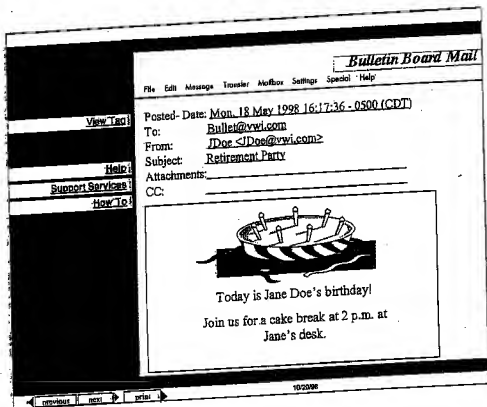 Bulletin Board Mail
File Edit Message Transfer Mailbox Settings Special Help
View Tag
Help
Support Services
How To
Posted- Date: Mon, 18 May 1998 16:17:36 - 0500 (CDT)
To: Bullet@vwi.com
From: JDoe <JDoe@vwi.com>
Subject: Retirement Party
Attachments:
CC:
Today is Jane Doe's birthday!
Join us for a cake break at 2 p.m. at
Jane's desk.
previous next print
10/20/98